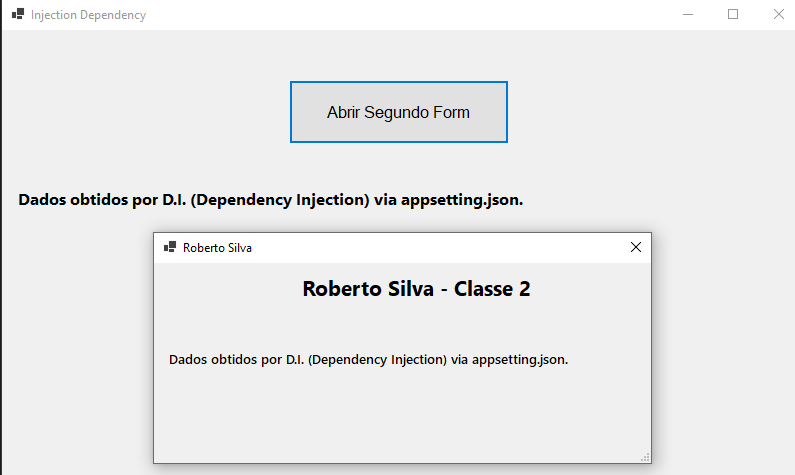 Injection Dependency
Abrir Segundo Form
Dados obtidos por D.I. (Dependency Injection) via appsetting.json.
Roberto Silva
Roberto Silva - Classe 2
Dados obtidos por D.I. (Dependency Injection) via appsetting.json.